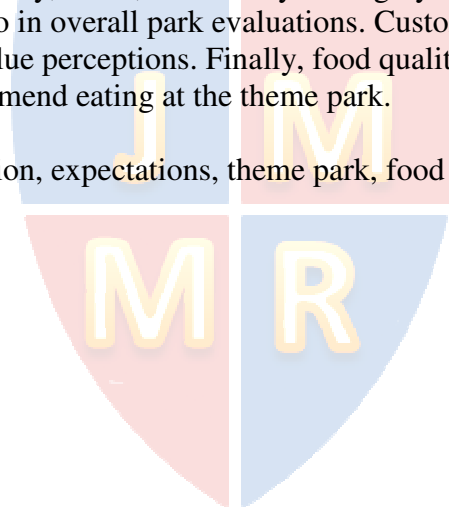 o in overall park evaluations. Custo
lue perceptions. Finally, food qualit
mend eating at the theme park.
ion, expectations, theme park, food
J M
M R